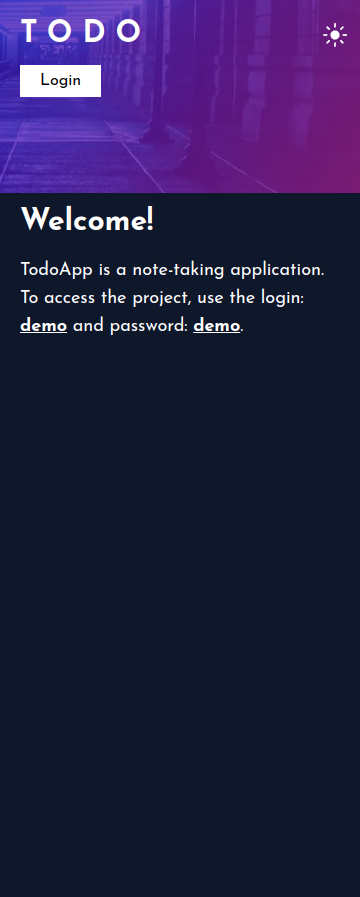 TODO
Login
Welcome!
TodoApp is a note-taking application.
To access the project, use the login:
demo and password: demo.